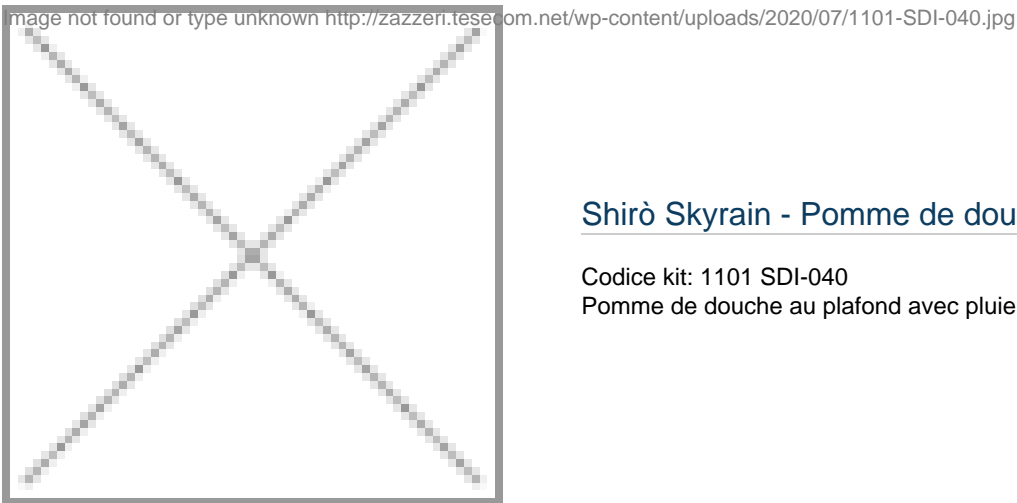 Image not found or type unknown http://zazzeri.tesecom.net/wp-content/uploads/2020/07/1101-SDI-040.jpg
Shirò Skyrain - Pomme de dou
Codice kit: 1101 SDI-040
Pomme de douche au plafond avec pluie